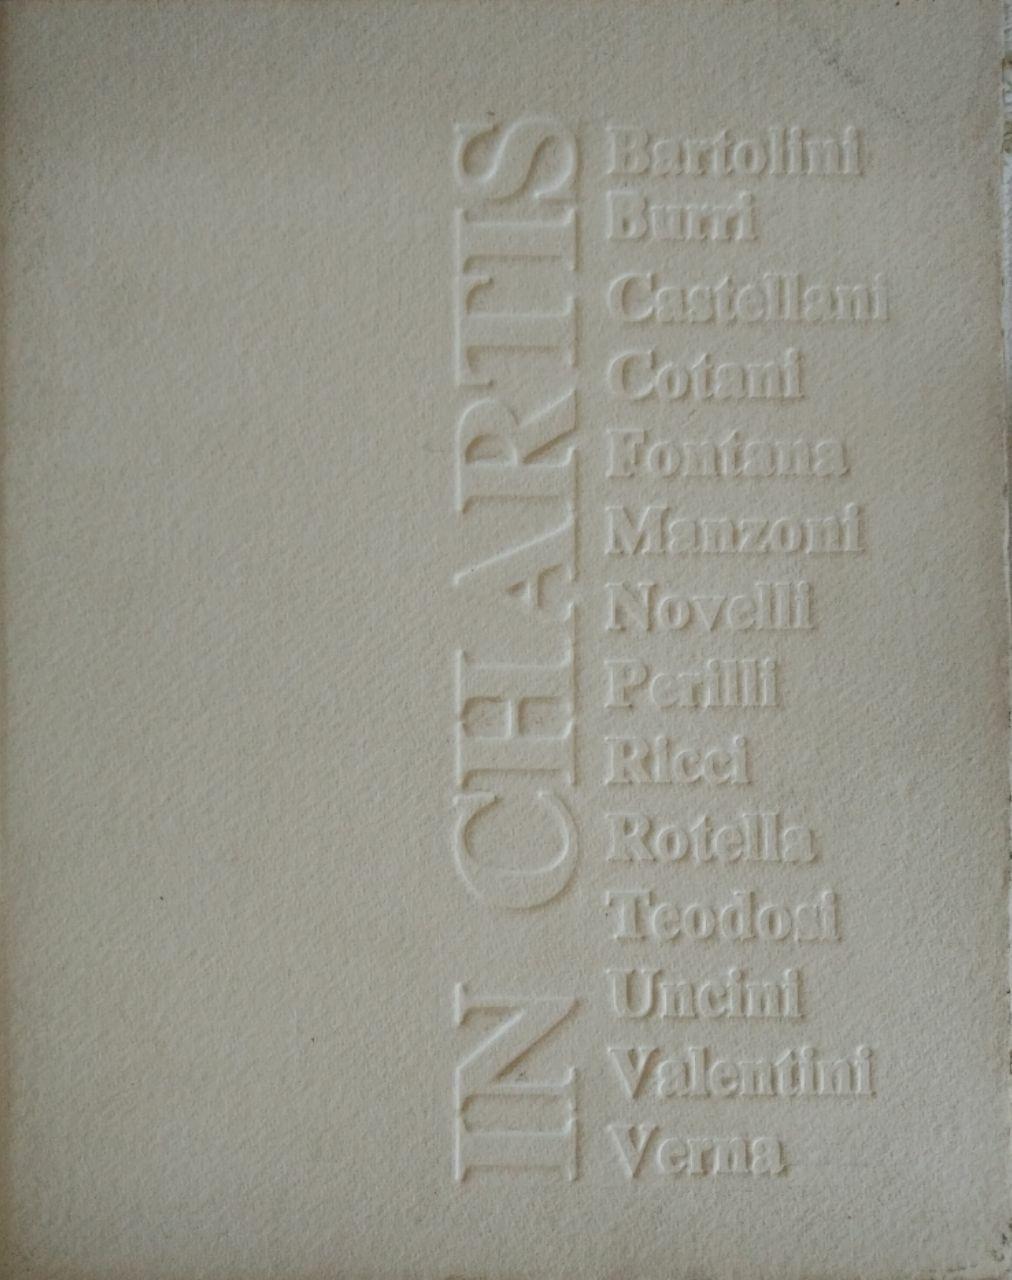 IN CHARTIS
Bartolini
Burri
Castellani
Cotani
Fontana
Manzoni
Novelli
Perilli
Ricci
Rotella
Teodosi
Uncini
Valentini
Verna